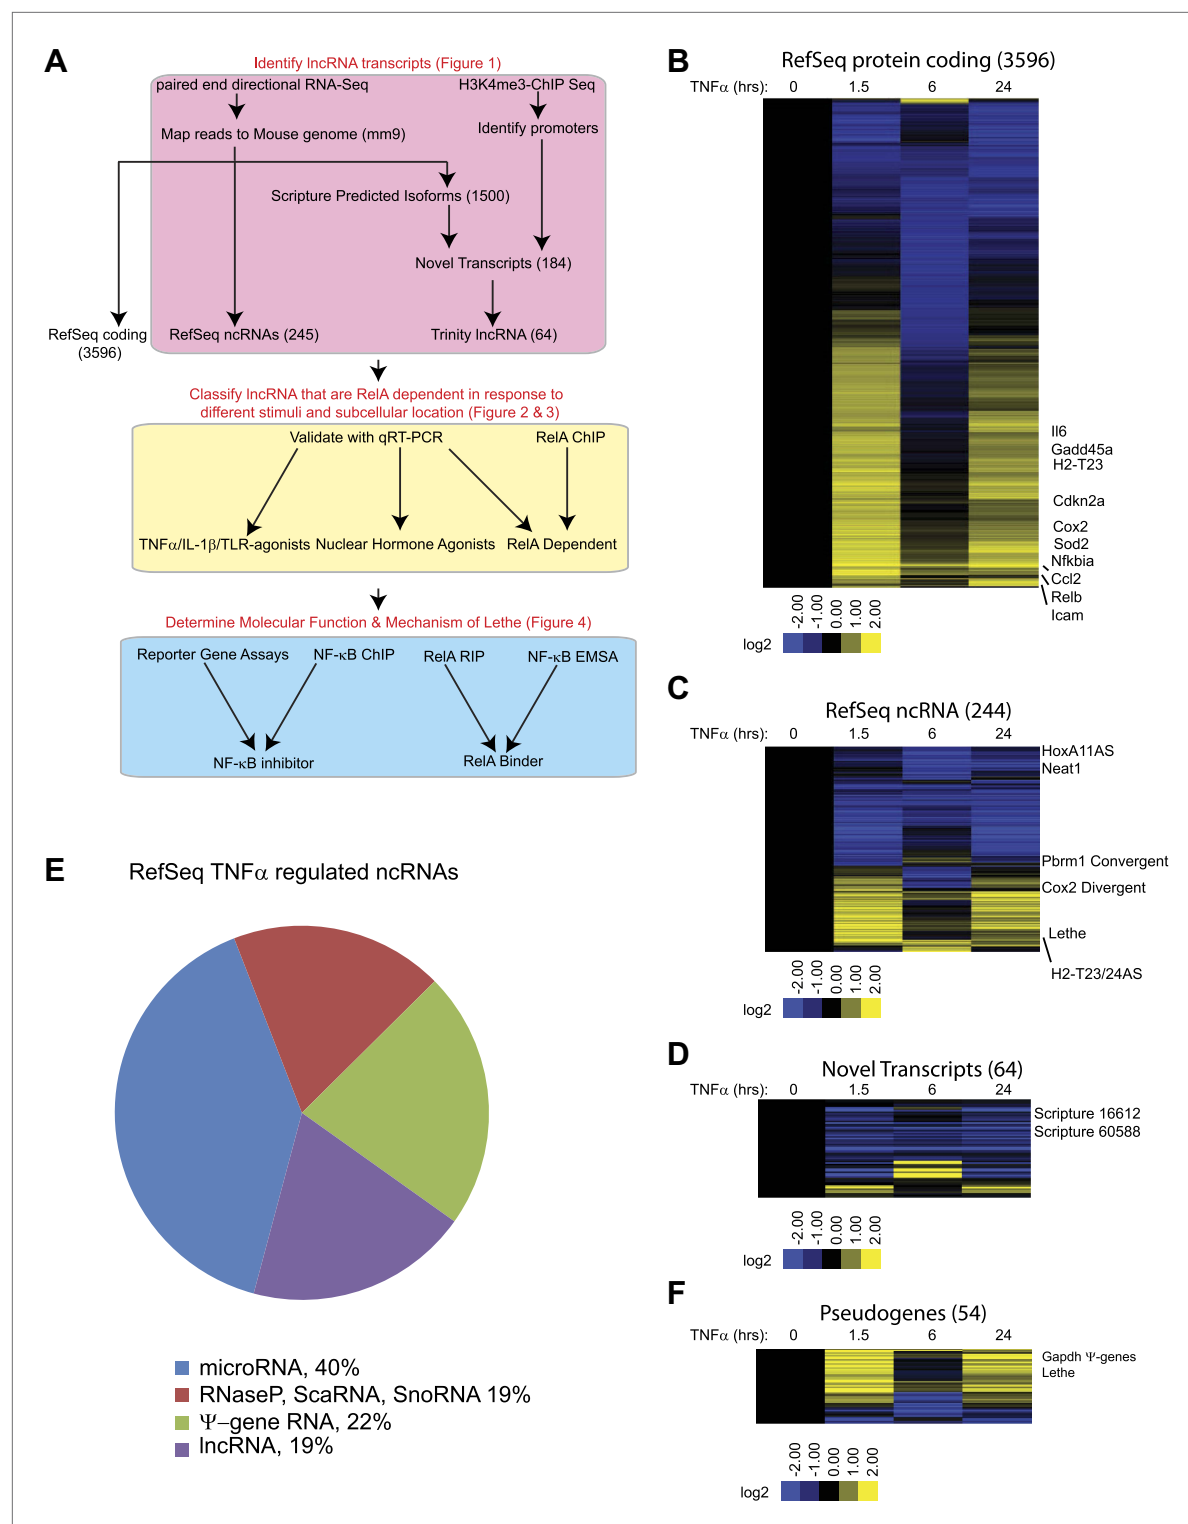 A
Identify lncRNA transcripts (Figure 1)
paired end directional RNA-Seq
H3K4me3-ChIP Seq
Map reads to Mouse genome (mm9)
Identify promoters
Scripture Predicted Isoforms (1500)
Novel Transcripts (184)
RefSeq coding
(3596)
RefSeq ncRNAs (245)
Trinity lncRNA (64)
Classify lncRNA that are RelA dependent in response to
different stimuli and subcellular location (Figure 2 & 3)
Validate with qRT-PCR
RelA ChIP
TNFα/IL-1β/TLR-agonists
Nuclear Hormone Agonists
RelA Dependent
Determine Molecular Function & Mechanism of Lethe (Figure 4)
Reporter Gene Assays
NF-κB ChIP
RelA RIP
NF-κB EMSA
NF-κB inhibitor
RelA Binder
B
RefSeq protein coding (3596)
TNFα (hrs): 0 1.5 6 24
Il6
Gadd45a
H2-T23
Cdkn2a
Cox2
Sod2
Nfkbia
Ccl2
Relb
Icam
-2.00 -1.00 0.00 1.00 2.00
log2
C
RefSeq ncRNA (244)
TNFα (hrs): 0 1.5 6 24
HoxA11AS
Neat1
Pbrm1 Convergent
Cox2 Divergent
Lethe
H2-T23/24AS
-2.00 -1.00 0.00 1.00 2.00
log2
D
Novel Transcripts (64)
TNFα (hrs): 0 1.5 6 24
Scripture 16612
Scripture 60588
-2.00 -1.00 0.00 1.00 2.00
log2
E
RefSeq TNFα regulated ncRNAs
microRNA, 40%
RNaseP, ScaRNA, SnoRNA 19%
Ψ–gene RNA, 22%
lncRNA, 19%
F
Pseudogenes (54)
TNFα (hrs): 0 1.5 6 24
Gapdh Ψ-genes
Lethe
-2.00 -1.00 0.00 1.00 2.00
log2